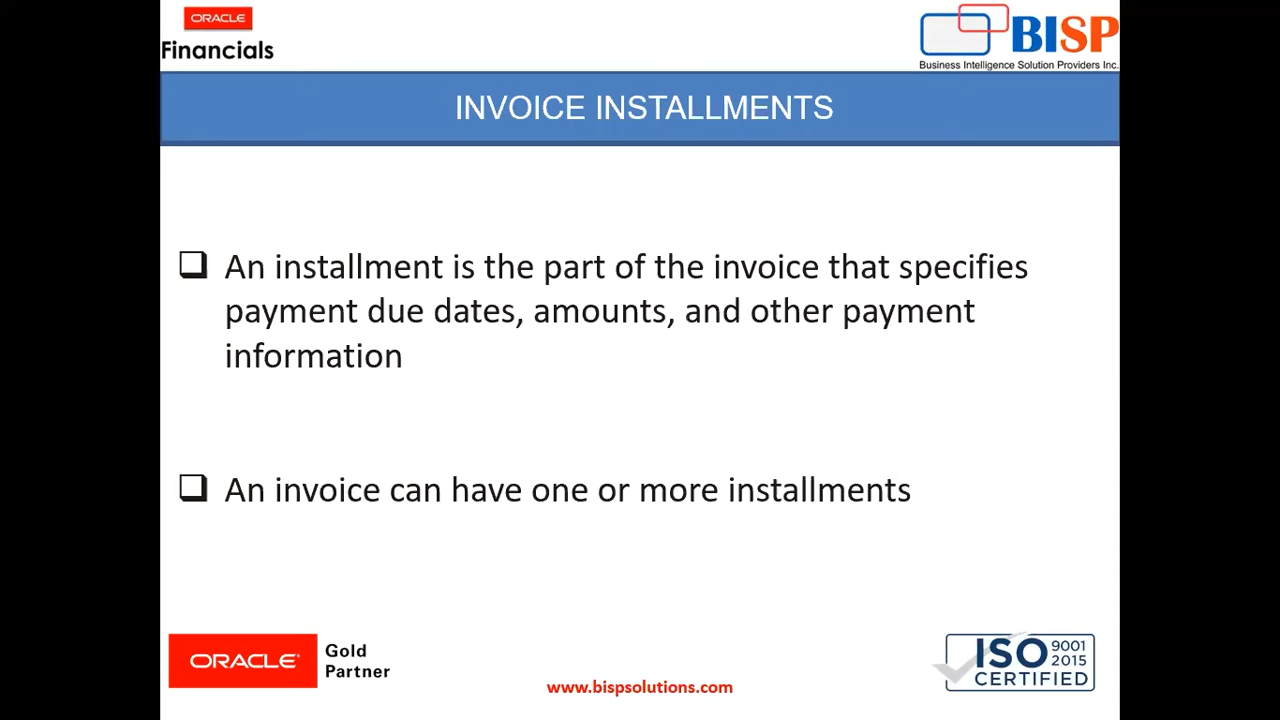 ORACLE
Financials
BISP
Business Intelligence Solution Providers Inc.
INVOICE INSTALLMENTS
An installment is the part of the invoice that specifies
payment due dates, amounts, and other payment
information
An invoice can have one or more installments
ORACLE
Gold
Partner
www.bispsolutions.com
ISO 9001
2015
CERTIFIED